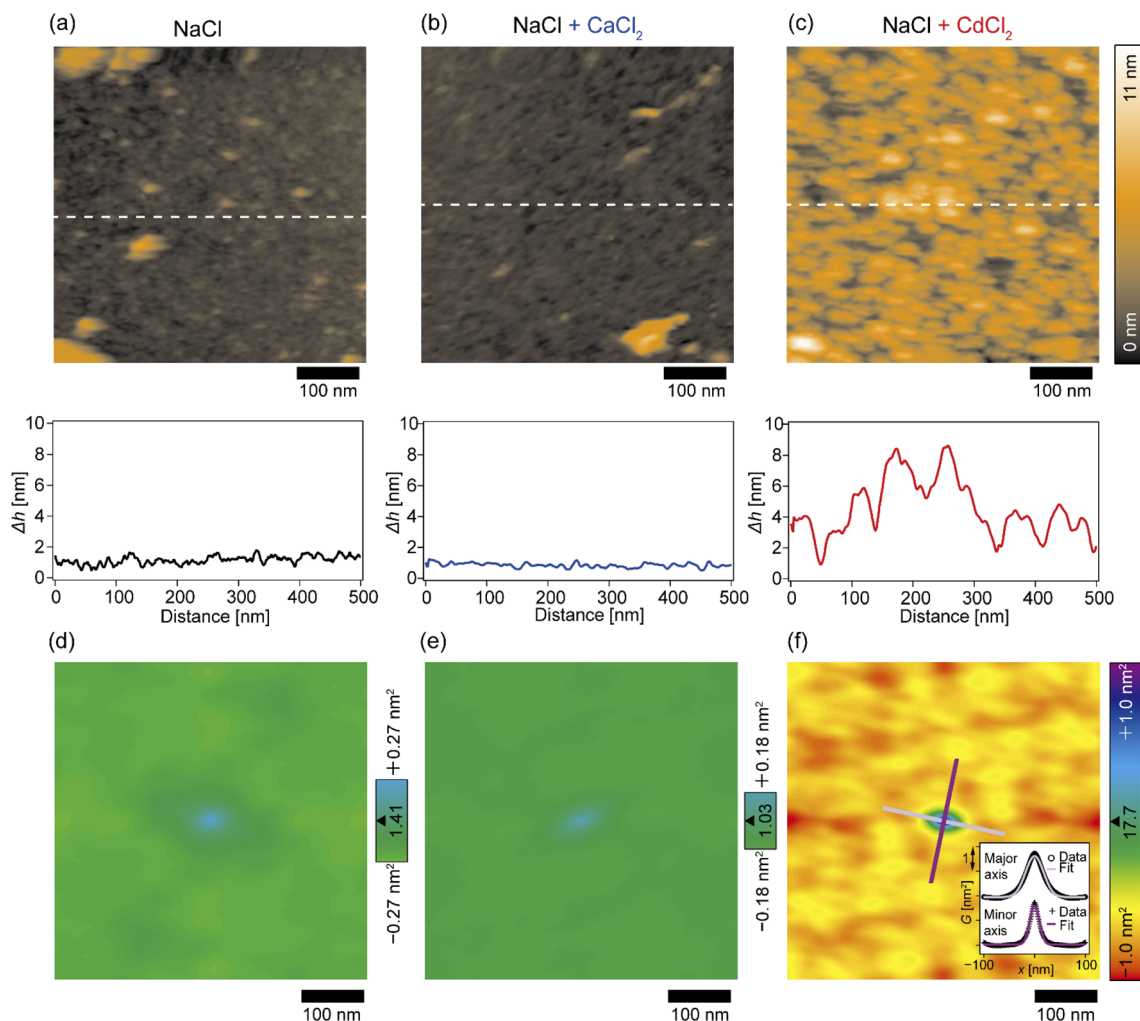 (a)
NaCl
(b)
NaCl + CaCl₂
(c)
NaCl + CdCl₂
11 nm
0 nm
100 nm
100 nm
100 nm
10
8
6
4
2
0
Δh [nm]
0 100 200 300 400 500
Distance [nm]
10
8
6
4
2
0
Δh [nm]
0 100 200 300 400 500
Distance [nm]
10
8
6
4
2
0
Δh [nm]
0 100 200 300 400 500
Distance [nm]
(d)
+0.27 nm²
1.41
−0.27 nm²
100 nm
(e)
+0.18 nm²
1.03
−0.18 nm²
100 nm
(f)
+1.0 nm²
17.7
−1.0 nm²
1
Major axis
Data
Fit
Minor axis
Data
Fit
G [nm²]
−100 0 100
x [nm]
100 nm